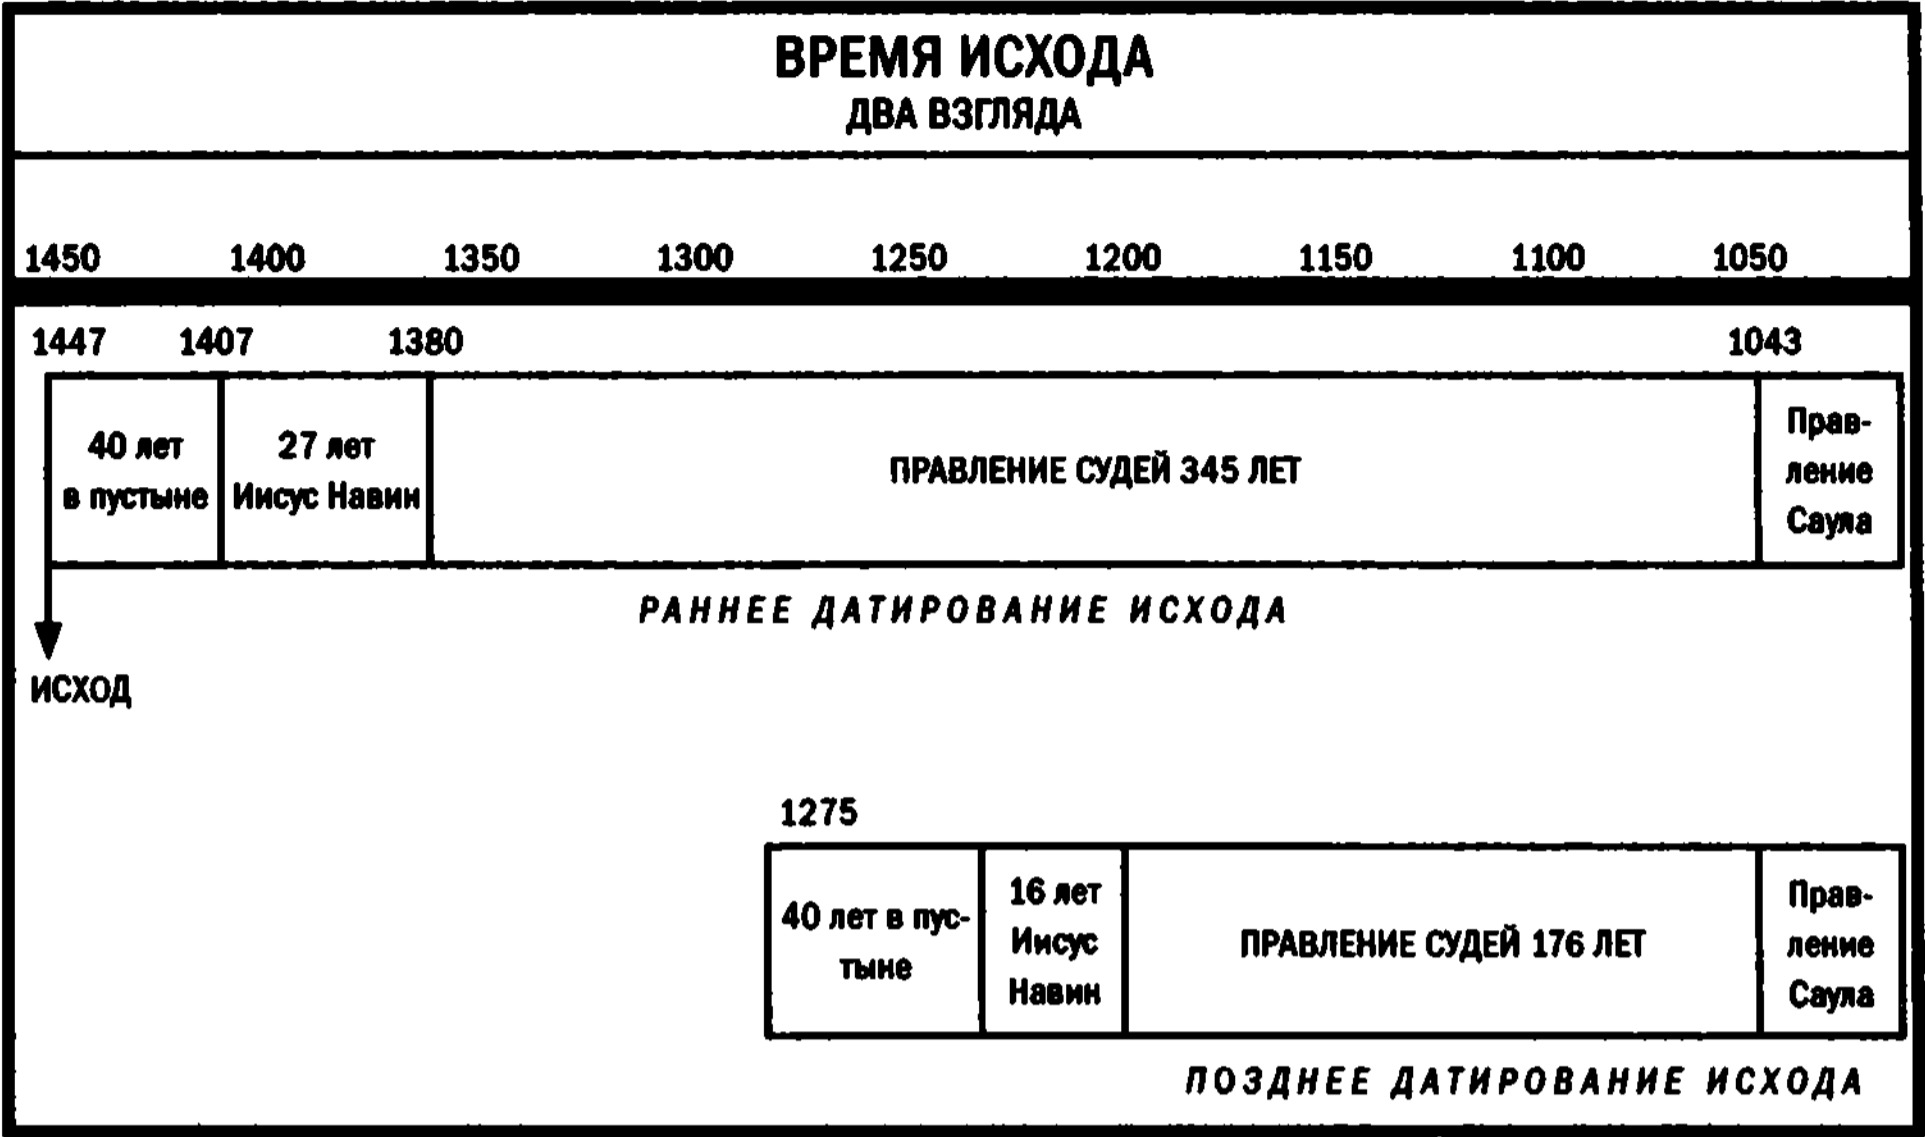 ВРЕМЯ ИСХОДА
ДВА ВЗГЛЯДА
1450 1400 1350 1300 1250 1200 1150 1100 1050
1447 1407 1380 1043
40 лет
в пустыне
27 лет
Иисус Навин
ПРАВЛЕНИЕ СУДЕЙ 345 ЛЕТ
Прав-
ление
Саула
РАННЕЕ ДАТИРОВАНИЕ ИСХОДА
ИСХОД
1275
40 лет в пус-
тыне
16 лет
Иисус
Навин
ПРАВЛЕНИЕ СУДЕЙ 176 ЛЕТ
Прав-
ление
Саула
ПОЗДНЕЕ ДАТИРОВАНИЕ ИСХОДА